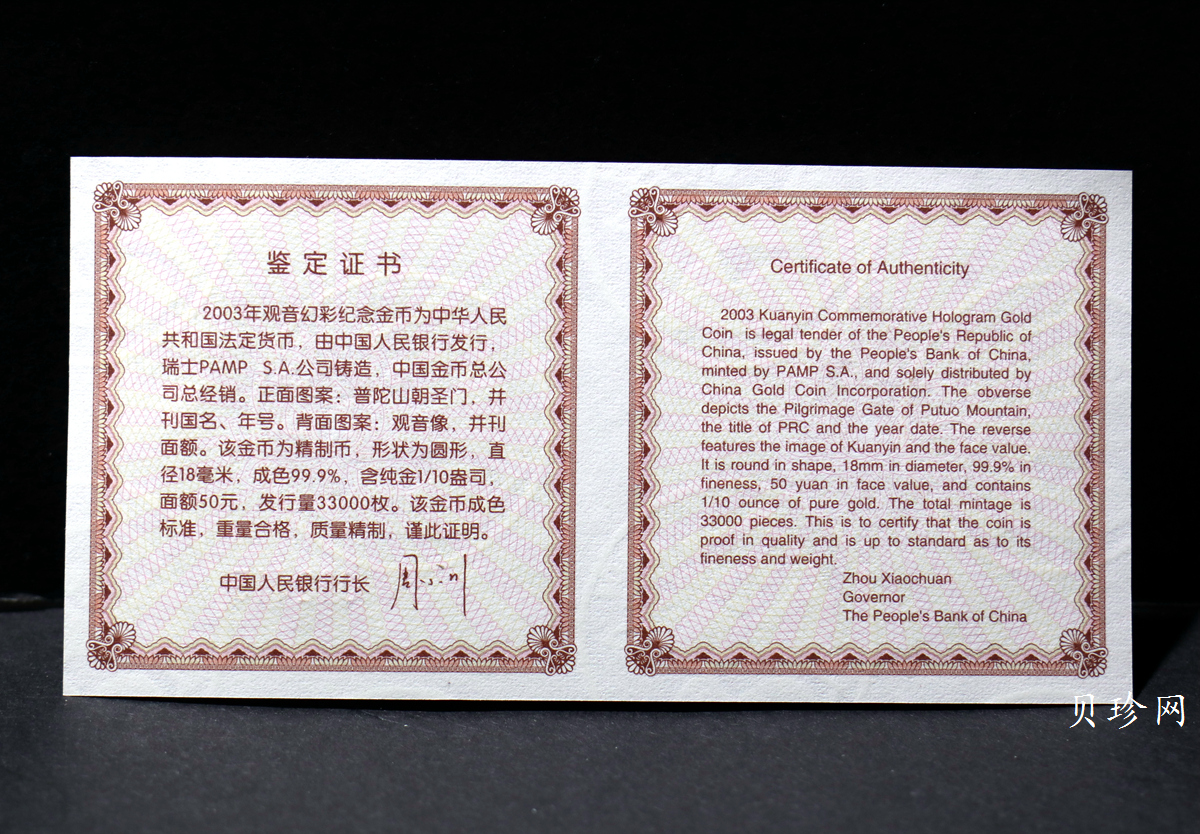 鉴定证书
2003年观音幻彩纪念金币为中华人民
共和国法定货币，由中国人民银行发行，
瑞士PAMP S.A.公司铸造，中国金币总公
司总经销。正面图案：普陀山朝圣门，并
刊国名、年号。背面图案：观音像，并刊
面额。该金币为精制币，形状为圆形，直
径18毫米，成色99.9%，含纯金1/10盎司，
面额50元，发行量33000枚。该金币成色
标准，重量合格，质量精制，谨此证明。
中国人民银行行长 周小川
Certificate of Authenticity
2003 Kuanyin Commemorative Hologram Gold
Coin is legal tender of the People's Republic of
China, issued by the People's Bank of China,
minted by PAMP S.A., and solely distributed by
China Gold Coin Incorporation. The obverse
depicts the Pilgrimage Gate of Putuo Mountain,
the title of PRC and the year date. The reverse
features the image of Kuanyin and the face value.
It is round in shape, 18mm in diameter, 99.9% in
fineness, 50 yuan in face value, and contains
1/10 ounce of pure gold. The total mintage is
33000 pieces. This is to certify that the coin is
proof in quality and is up to standard as to its
fineness and weight.
Zhou Xiaochuan
Governor
The People's Bank of China
贝珍网